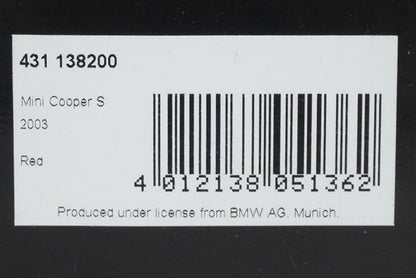 431 138200
Mini Cooper S
2003
Red
4 012138 051362
Produced under license from BMW AG. Munich.